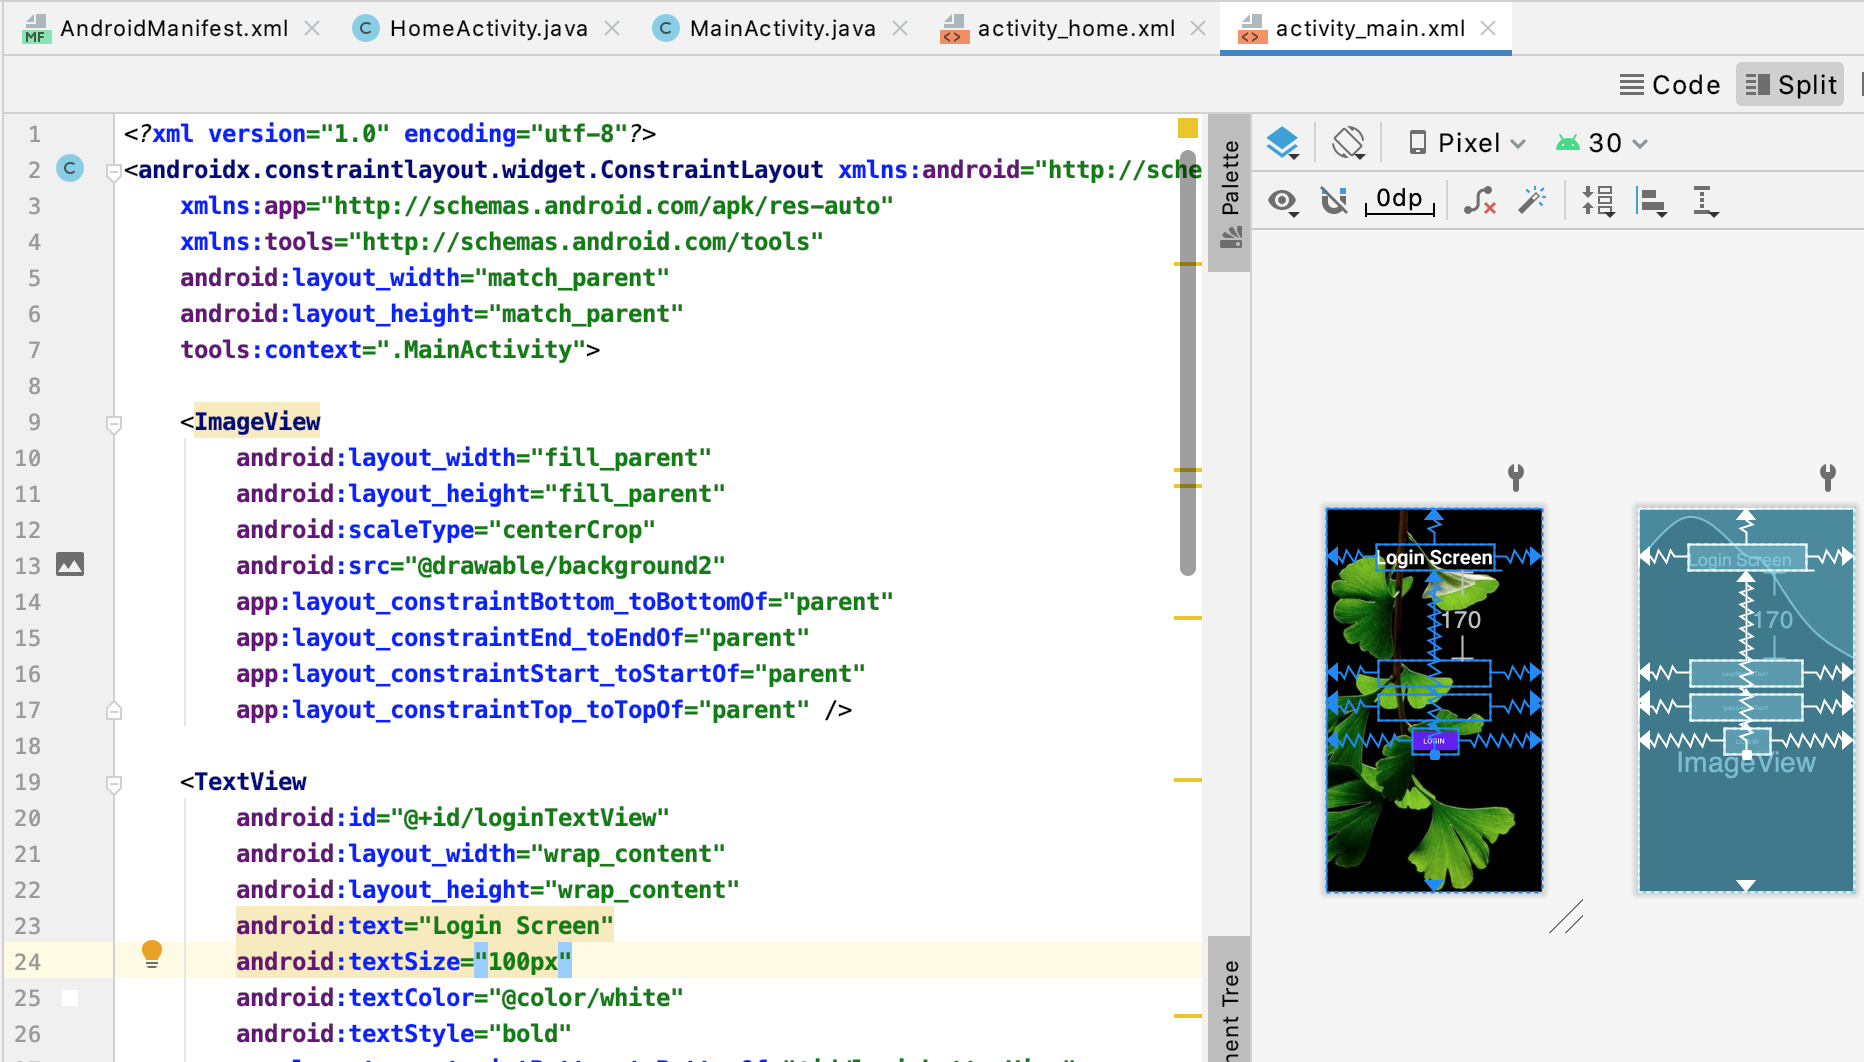 AndroidManifest.xml
HomeActivity.java
MainActivity.java
activity_home.xml
activity_main.xml
Code
Split
1 <?xml version="1.0" encoding="utf-8"?>
2 <androidx.constraintlayout.widget.ConstraintLayout xmlns:android="http://sche
3 xmlns:app="http://schemas.android.com/apk/res-auto"
4 xmlns:tools="http://schemas.android.com/tools"
5 android:layout_width="match_parent"
6 android:layout_height="match_parent"
7 tools:context=".MainActivity">
8
9 <ImageView
10 android:layout_width="fill_parent"
11 android:layout_height="fill_parent"
12 android:scaleType="centerCrop"
13 android:src="@drawable/background2"
14 app:layout_constraintBottom_toBottomOf="parent"
15 app:layout_constraintEnd_toEndOf="parent"
16 app:layout_constraintStart_toStartOf="parent"
17 app:layout_constraintTop_toTopOf="parent" />
18
19 <TextView
20 android:id="@+id/loginTextView"
21 android:layout_width="wrap_content"
22 android:layout_height="wrap_content"
23 android:text="Login Screen"
24 android:textSize="100px"
25 android:textColor="@color/white"
26 android:textStyle="bold"
Palette
nent Tree
Pixel
30
0dp
Login Screen
170
LOGIN
Login Screen
170
ImageView